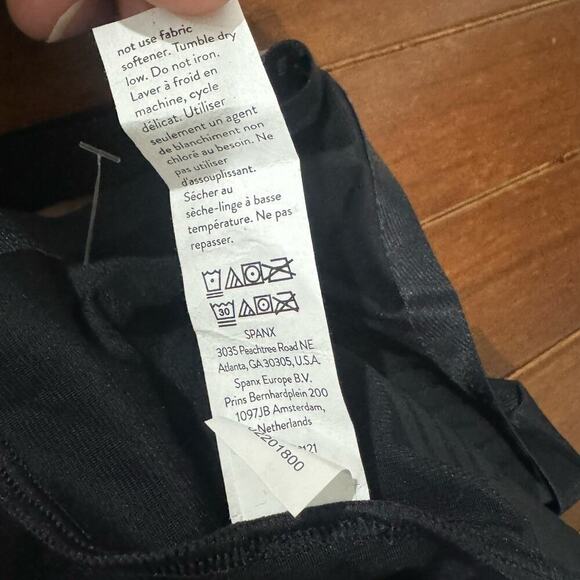 not use fabric
softener. Tumble dry
low. Do not iron.
Laver à froid en
machine, cycle
délicat. Utiliser
seulement un agent
de blanchiment non
chloré au besoin. Ne
pas utiliser
d'assouplissant.
Sécher au
sèche-linge à basse
température. Ne pas
repasser.
30
SPANX
3035 Peachtree Road NE
Atlanta, GA 30305, U.S.A.
Spanx Europe B.V.
Prins Bernhardplein 200
1097JB Amsterdam,
-Netherlands
2201800
121